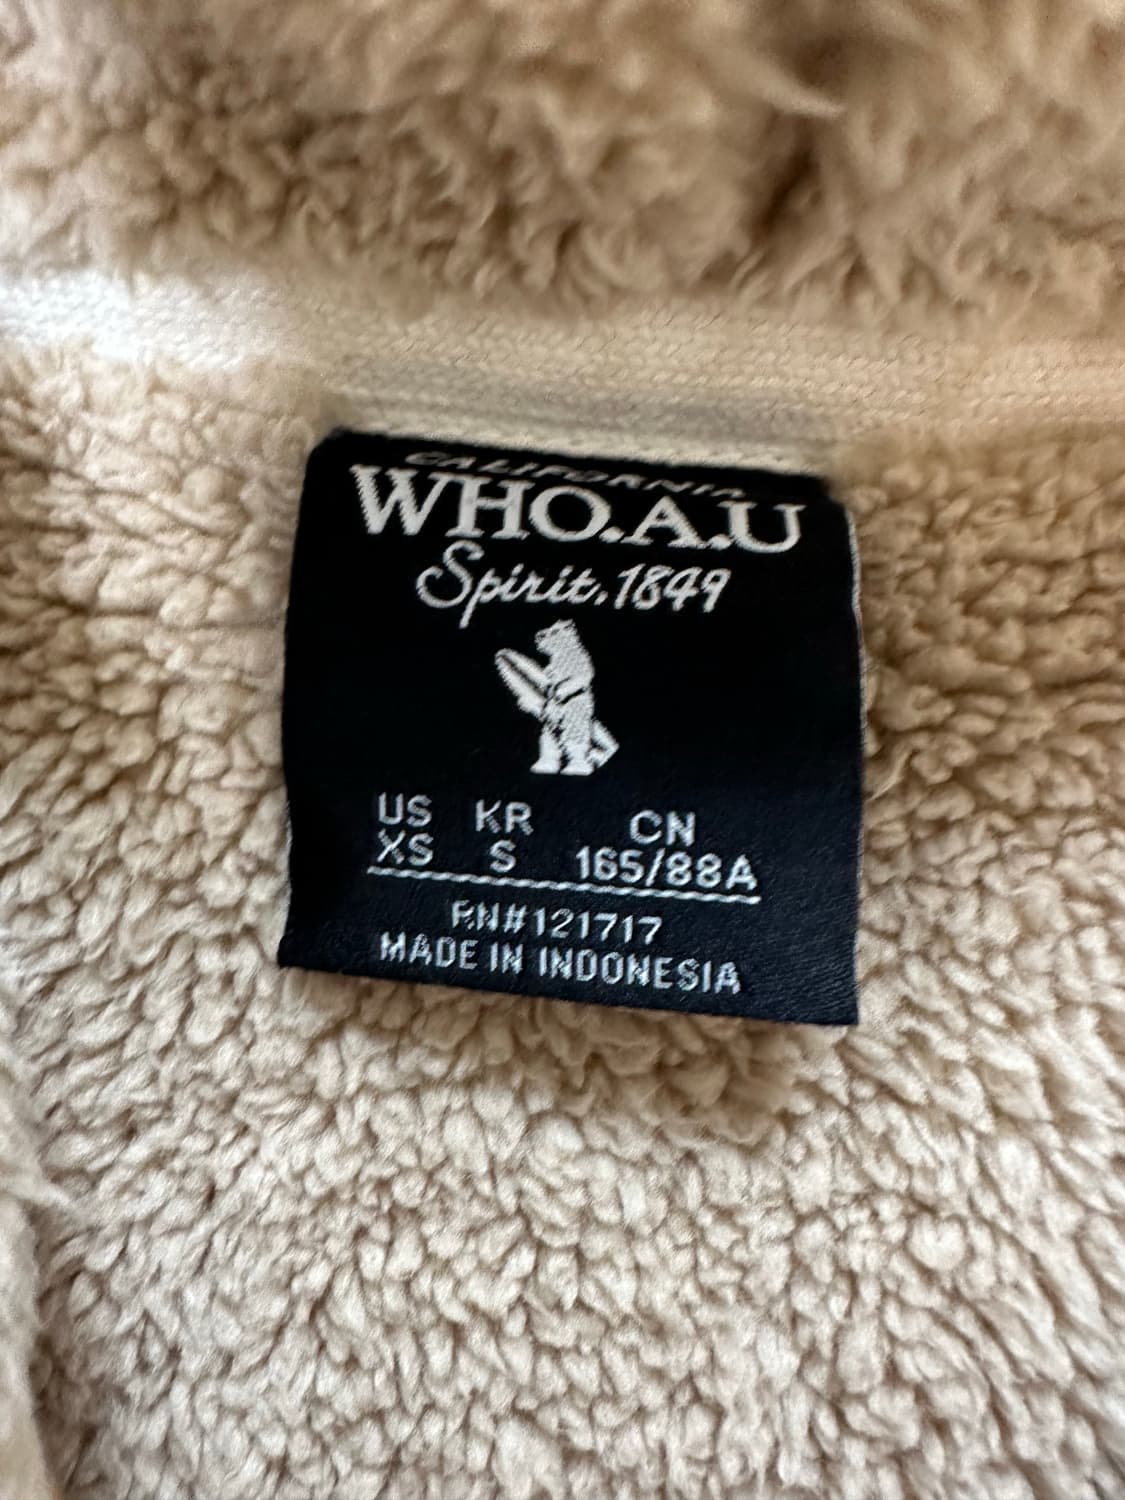 CALIFORNIA
WHO.A.U
Spirit.1849
US KR CN
XS S 165/88A
RN#121717
MADE IN INDONESIA